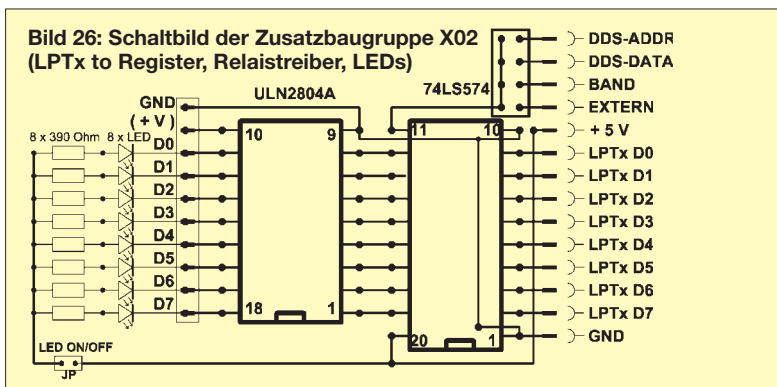 Bild 26: Schaltbild der Zusatzbaugruppe X02
(LPTx to Register, Relaistreiber, LEDs)
GND
(+ V)
ULN2804A
74LS574
DDS-ADDR
DDS-DATA
BAND
EXTERN
+ 5 V
8 x 390 Ohm
8 x LED
D0
D1
D2
D3
D4
D5
D6
D7
10
9
18
1
11
10
20
1
LPTx D0
LPTx D1
LPTx D2
LPTx D3
LPTx D4
LPTx D5
LPTx D6
LPTx D7
GND
LED ON/OFF
JP